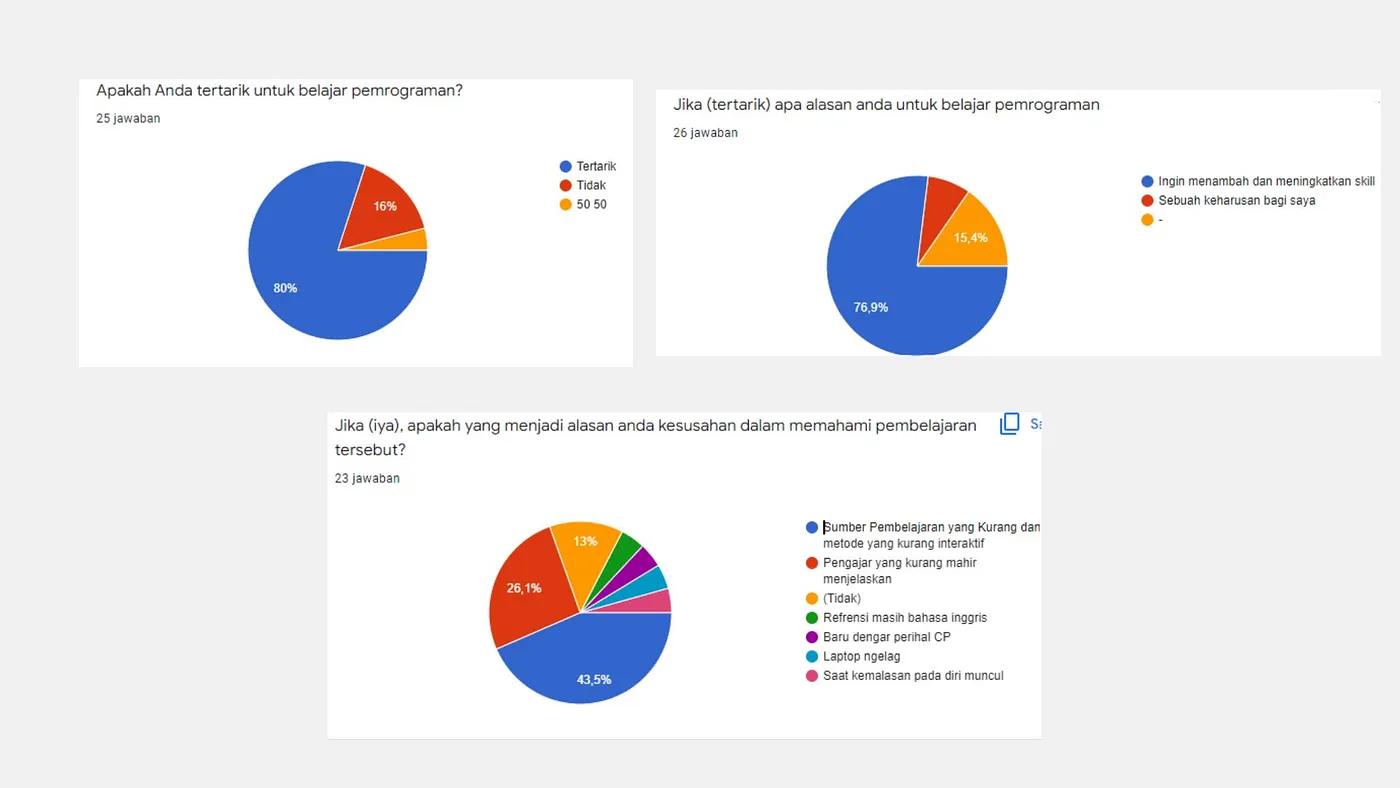 Apakah Anda tertarik untuk belajar pemrograman?
25 jawaban
Tertarik
Tidak
50 50
16%
80%
Jika (tertarik) apa alasan anda untuk belajar pemrograman
26 jawaban
Ingin menambah dan meningkatkan skill
Sebuah keharusan bagi saya
-
15,4%
76,9%
Jika (iya), apakah yang menjadi alasan anda kesusahan dalam memahami pembelajaran
tersebut?
23 jawaban
Sumber Pembelajaran yang Kurang dan
metode yang kurang interaktif
Pengajar yang kurang mahir
menjelaskan
(Tidak)
Refrensi masih bahasa inggris
Baru dengar perihal CP
Laptop ngelag
Saat kemalasan pada diri muncul
13%
26,1%
43,5%